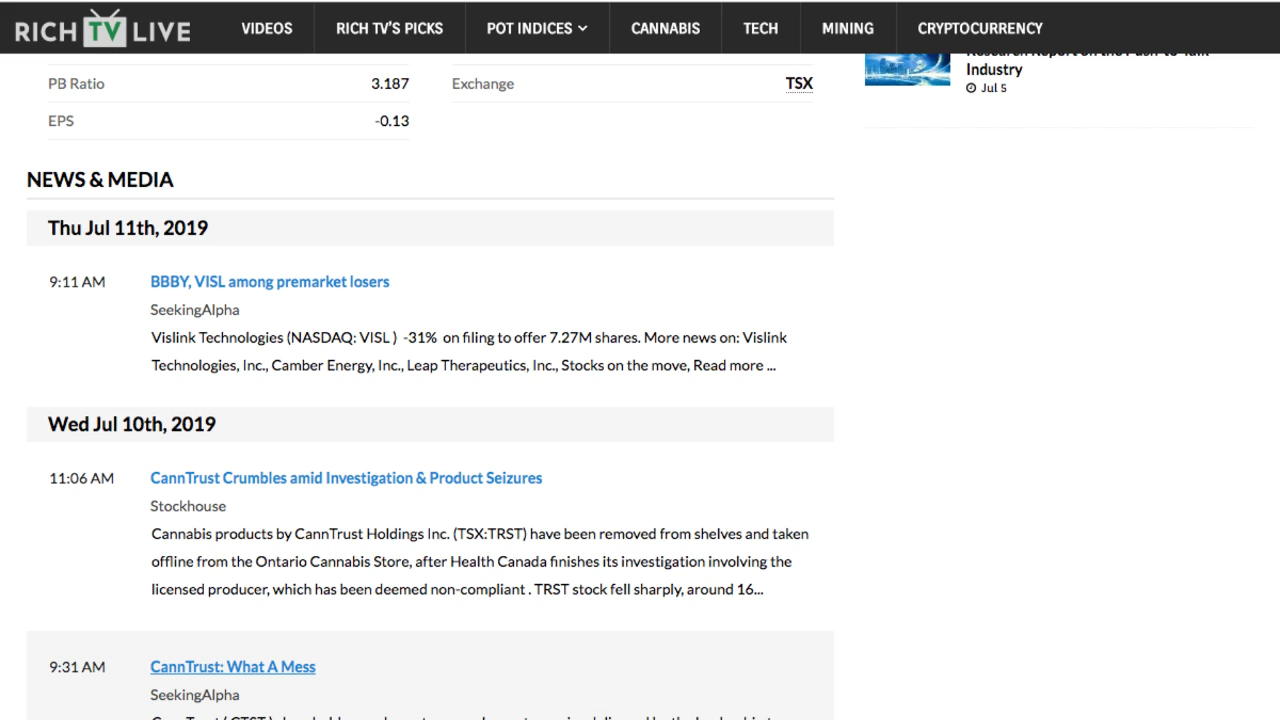 RICH TV LIVE
VIDEOS
RICH TV'S PICKS
POT INDICES
CANNABIS
TECH
MINING
CRYPTOCURRENCY
PB Ratio 3.187
Exchange TSX
EPS -0.13
Research Report on the Push-to-Talk
Industry
Jul 5
NEWS & MEDIA
Thu Jul 11th, 2019
9:11 AM
BBBY, VISL among premarket losers
SeekingAlpha
Vislink Technologies (NASDAQ: VISL ) -31% on filing to offer 7.27M shares. More news on: Vislink
Technologies, Inc., Camber Energy, Inc., Leap Therapeutics, Inc., Stocks on the move, Read more ...
Wed Jul 10th, 2019
11:06 AM
CannTrust Crumbles amid Investigation & Product Seizures
Stockhouse
Cannabis products by CannTrust Holdings Inc. (TSX:TRST) have been removed from shelves and taken
offline from the Ontario Cannabis Store, after Health Canada finishes its investigation involving the
licensed producer, which has been deemed non-compliant . TRST stock fell sharply, around 16...
9:31 AM
CannTrust: What A Mess
SeekingAlpha